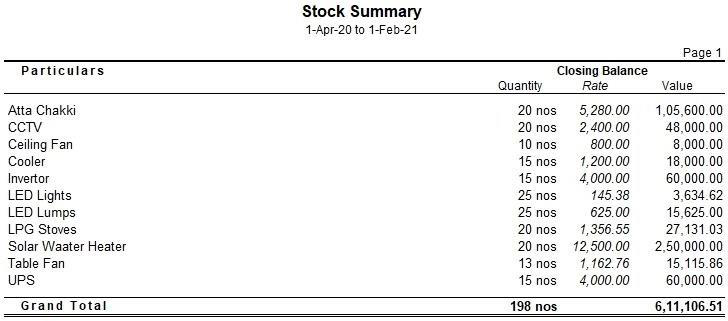 Stock Summary
1-Apr-20 to 1-Feb-21
Page 1
Particulars Closing Balance
Quantity Rate Value
Atta Chakki 20 nos 5,280.00 1,05,600.00
CCTV 20 nos 2,400.00 48,000.00
Ceiling Fan 10 nos 800.00 8,000.00
Cooler 15 nos 1,200.00 18,000.00
Invertor 15 nos 4,000.00 60,000.00
LED Lights 25 nos 145.38 3,634.62
LED Lumps 25 nos 625.00 15,625.00
LPG Stoves 20 nos 1,356.55 27,131.03
Solar Waater Heater 20 nos 12,500.00 2,50,000.00
Table Fan 13 nos 1,162.76 15,115.86
UPS 15 nos 4,000.00 60,000.00
Grand Total 198 nos 6,11,106.51